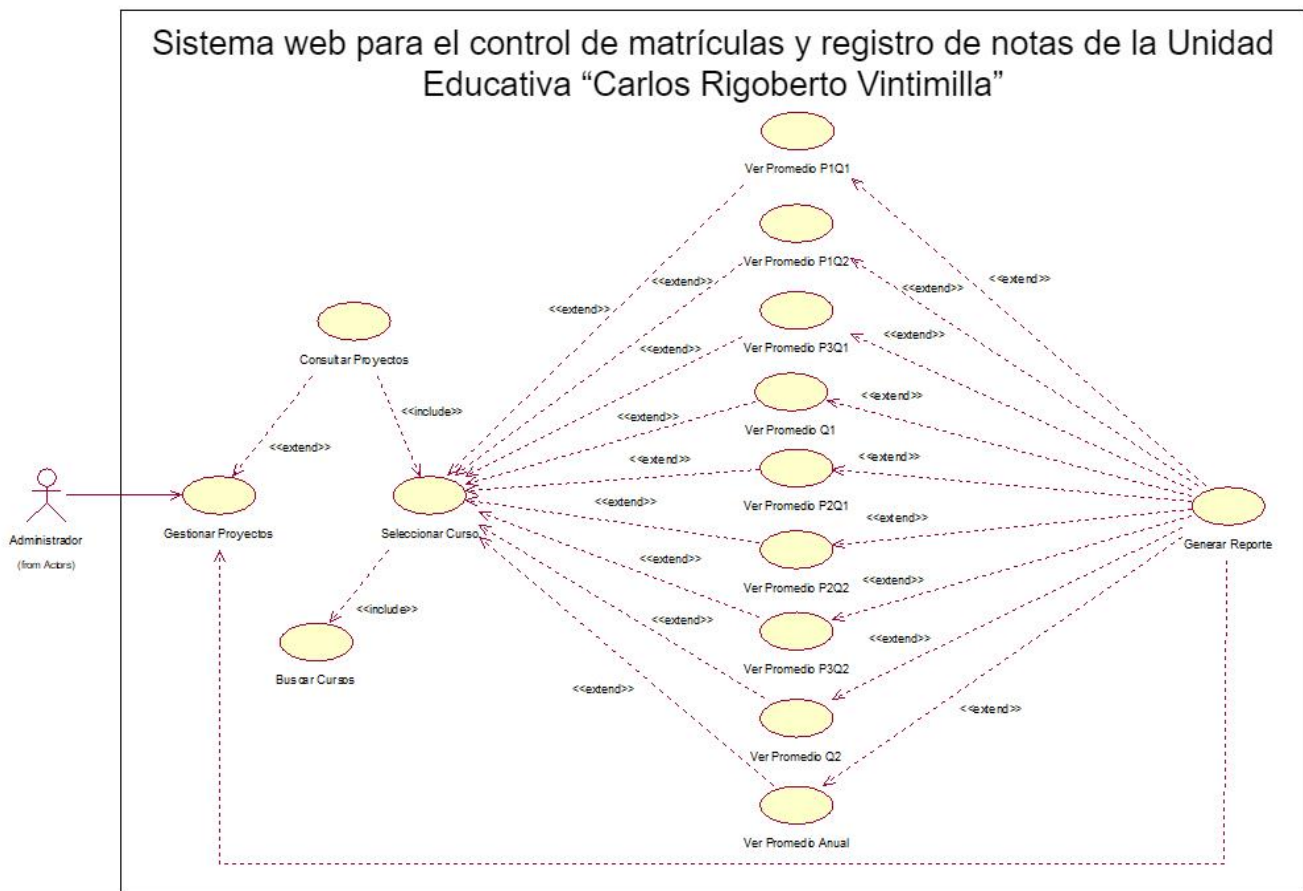 Sistema web para el control de matrículas y registro de notas de la Unidad
Educativa “Carlos Rigoberto Vintimilla”
Ver Promedio P1Q1
Ver Promedio P1Q2
<<extend>>
<<extend>>
<<extend>>
<<extend>>
<<extend>>
Ver Promedio P3Q1
<<extend>>
<<extend>>
Consultar Proyectos
<<include>>
<<extend>>
<<extend>>
Ver Promedio Q1
<<extend>>
<<extend>>
<<extend>>
<<extend>>
Ver Promedio P2Q1
Administrador
(from Actors)
Gestionar Proyectos
Seleccionar Curso
Generar Reporte
<<extend>>
<<extend>>
Ver Promedio P2Q2
<<include>>
<<extend>>
<<extend>>
Ver Promedio P3Q2
Buscar Cursos
<<extend>>
<<extend>>
Ver Promedio Q2
Ver Promedio Anual